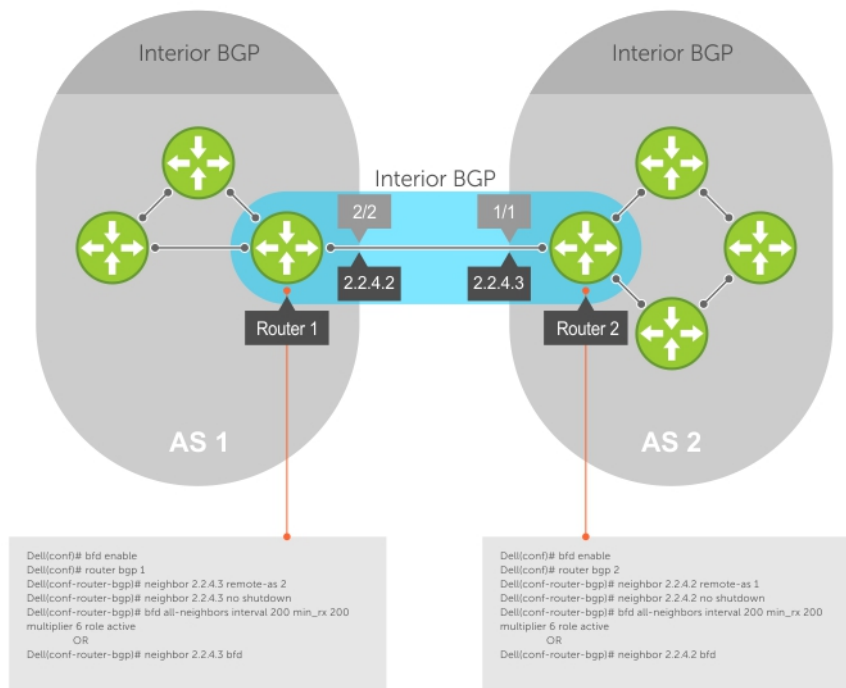 Interior BGP
Interior BGP
Interior BGP
2/2
1/1
2.2.4.2
2.2.4.3
Router 1
Router 2
AS 1
AS 2
Dell(conf)# bfd enable
Dell(conf)# router bgp 1
Dell(conf-router-bgp)# neighbor 2.2.4.3 remote-as 2
Dell(conf-router-bgp)# neighbor 2.2.4.3 no shutdown
Dell(conf-router-bgp)# bfd all-neighbors interval 200 min_rx 200
multiplier 6 role active
OR
Dell(conf-router-bgp)# neighbor 2.2.4.3 bfd
Dell(conf)# bfd enable
Dell(conf)# router bgp 2
Dell(conf-router-bgp)# neighbor 2.2.4.2 remote-as 1
Dell(conf-router-bgp)# neighbor 2.2.4.2 no shutdown
Dell(conf-router-bgp)# bfd all-neighbors interval 200 min_rx 200
multiplier 6 role active
OR
Dell(conf-router-bgp)# neighbor 2.2.4.2 bfd